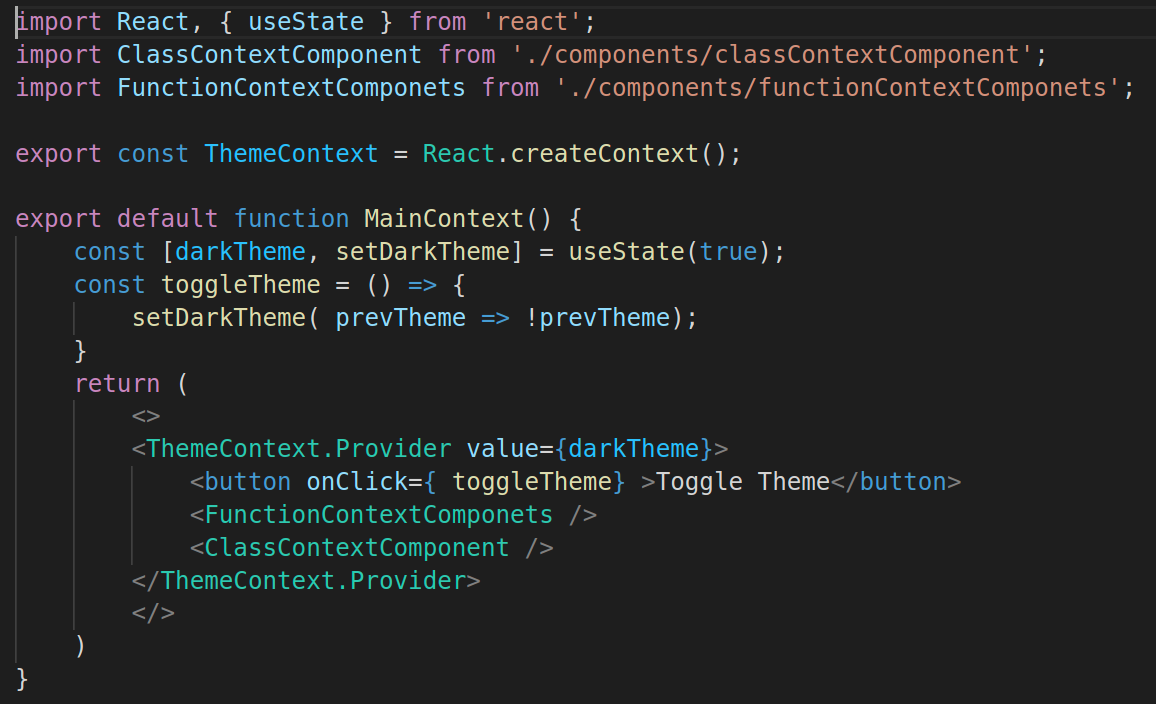 import React, { useState } from 'react';
import ClassContextComponent from './components/classContextComponent';
import FunctionContextComponets from './components/functionContextComponets';
export const ThemeContext = React.createContext();
export default function MainContext() {
const [darkTheme, setDarkTheme] = useState(true);
const toggleTheme = () => {
setDarkTheme( prevTheme => !prevTheme);
}
return (
<>
<ThemeContext.Provider value={darkTheme}>
<button onClick={ toggleTheme} >Toggle Theme</button>
<FunctionContextComponets />
<ClassContextComponent />
</ThemeContext.Provider>
</>
)
}